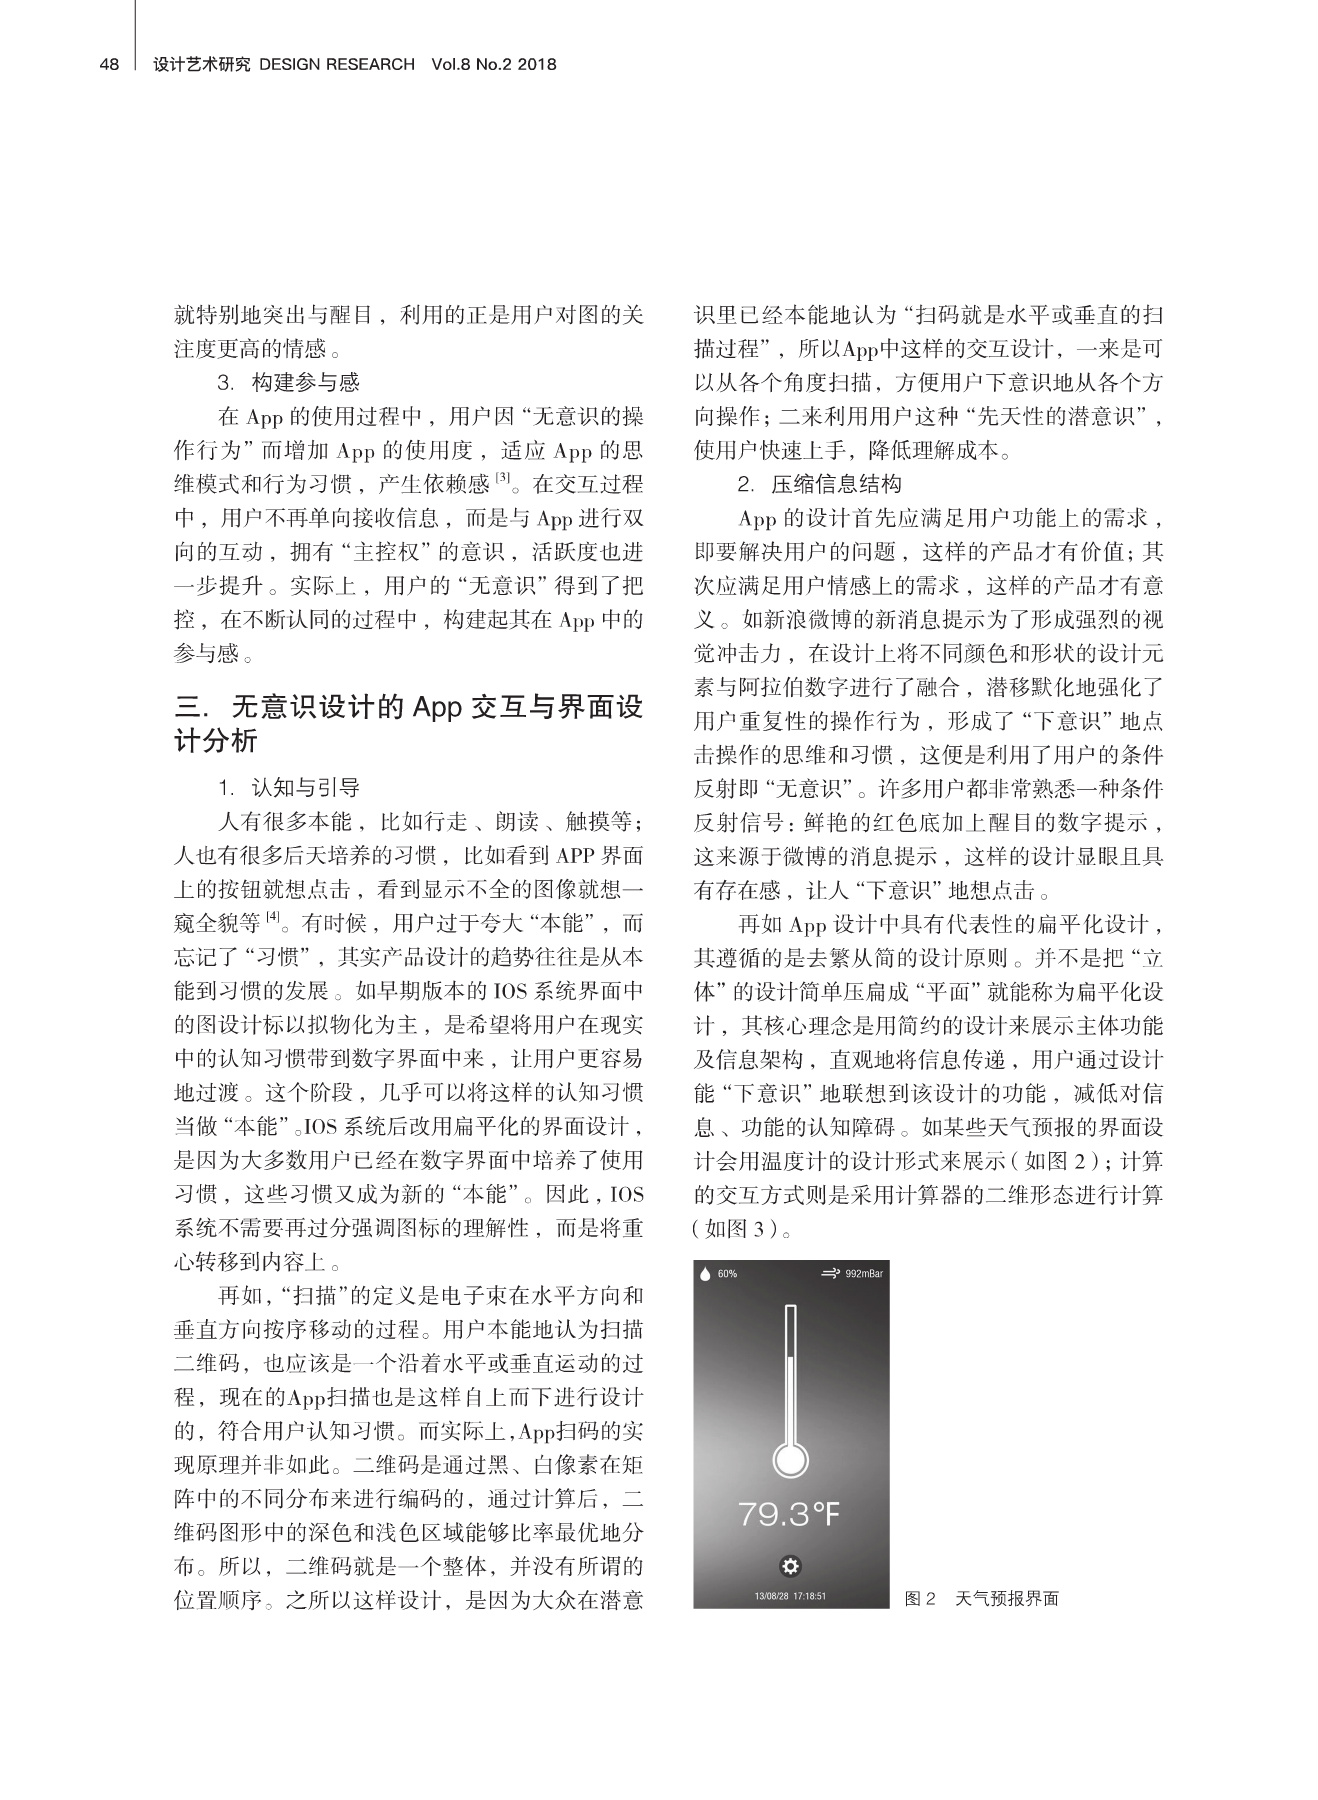 48 设计艺术研究 DESIGN RESEARCH Vol.8 No.2 2018
就特别地突出与醒目，利用的正是用户对图的关
注度更高的情感。
3. 构建参与感
在 App 的使用过程中，用户因“无意识的操
作行为”而增加 App 的使用度，适应 App 的思
维模式和行为习惯，产生依赖感[3]。在交互过程
中，用户不再单向接收信息，而是与 App 进行双
向的互动，拥有“主控权”的意识，活跃度也进
一步提升。实际上，用户的“无意识”得到了把
控，在不断认同的过程中，构建起其在 App 中的
参与感。
三. 无意识设计的 App 交互与界面设
计分析
1. 认知与引导
人有很多本能，比如行走、朗读、触摸等；
人也有很多后天培养的习惯，比如看到 APP 界面
上的按钮就想点击，看到显示不全的图像就想一
窥全貌等[4]。有时候，用户过于夸大“本能”，而
忘记了“习惯”，其实产品设计的趋势往往是从本
能到习惯的发展。如早期版本的 IOS 系统界面中
的图设计标以拟物化为主，是希望将用户在现实
中的认知习惯带到数字界面中来，让用户更容易
地过渡。这个阶段，几乎可以将这样的认知习惯
当做“本能”。IOS 系统后改用扁平化的界面设计，
是因为大多数用户已经在数字界面中培养了使用
习惯，这些习惯又成为新的“本能”。因此，IOS
系统不需要再过分强调图标的理解性，而是将重
心转移到内容上。
再如，“扫描”的定义是电子束在水平方向和
垂直方向按序移动的过程。用户本能地认为扫描
二维码，也应该是一个沿着水平或垂直运动的过
程，现在的App扫描也是这样自上而下进行设计
的，符合用户认知习惯。而实际上，App扫码的实
现原理并非如此。二维码是通过黑、白像素在矩
阵中的不同分布来进行编码的，通过计算后，二
维码图形中的深色和浅色区域能够比率最优地分
布。所以，二维码就是一个整体，并没有所谓的
位置顺序。之所以这样设计，是因为大众在潜意
识里已经本能地认为“扫码就是水平或垂直的扫
描过程”，所以App中这样的交互设计，一来是可
以从各个角度扫描，方便用户下意识地从各个方
向操作；二来利用用户这种“先天性的潜意识”，
使用户快速上手，降低理解成本。
2. 压缩信息结构
App 的设计首先应满足用户功能上的需求，
即要解决用户的问题，这样的产品才有价值；其
次应满足用户情感上的需求，这样的产品才有意
义。如新浪微博的新消息提示为了形成强烈的视
觉冲击力，在设计上将不同颜色和形状的设计元
素与阿拉伯数字进行了融合，潜移默化地强化了
用户重复性的操作行为，形成了“下意识”地点
击操作的思维和习惯，这便是利用了用户的条件
反射即“无意识”。许多用户都非常熟悉一种条件
反射信号：鲜艳的红色底加上醒目的数字提示，
这来源于微博的消息提示，这样的设计显眼且具
有存在感，让人“下意识”地想点击。
再如 App 设计中具有代表性的扁平化设计，
其遵循的是去繁从简的设计原则。并不是把“立
体”的设计简单压扁成“平面”就能称为扁平化设
计，其核心理念是用简约的设计来展示主体功能
及信息架构，直观地将信息传递，用户通过设计
能“下意识”地联想到该设计的功能，减低对信
息、功能的认知障碍。如某些天气预报的界面设
计会用温度计的设计形式来展示（如图 2）；计算
的交互方式则是采用计算器的二维形态进行计算
（如图 3）。
60% 992mBar
79.3°F
13/08/28 17:18:51
图 2 天气预报界面